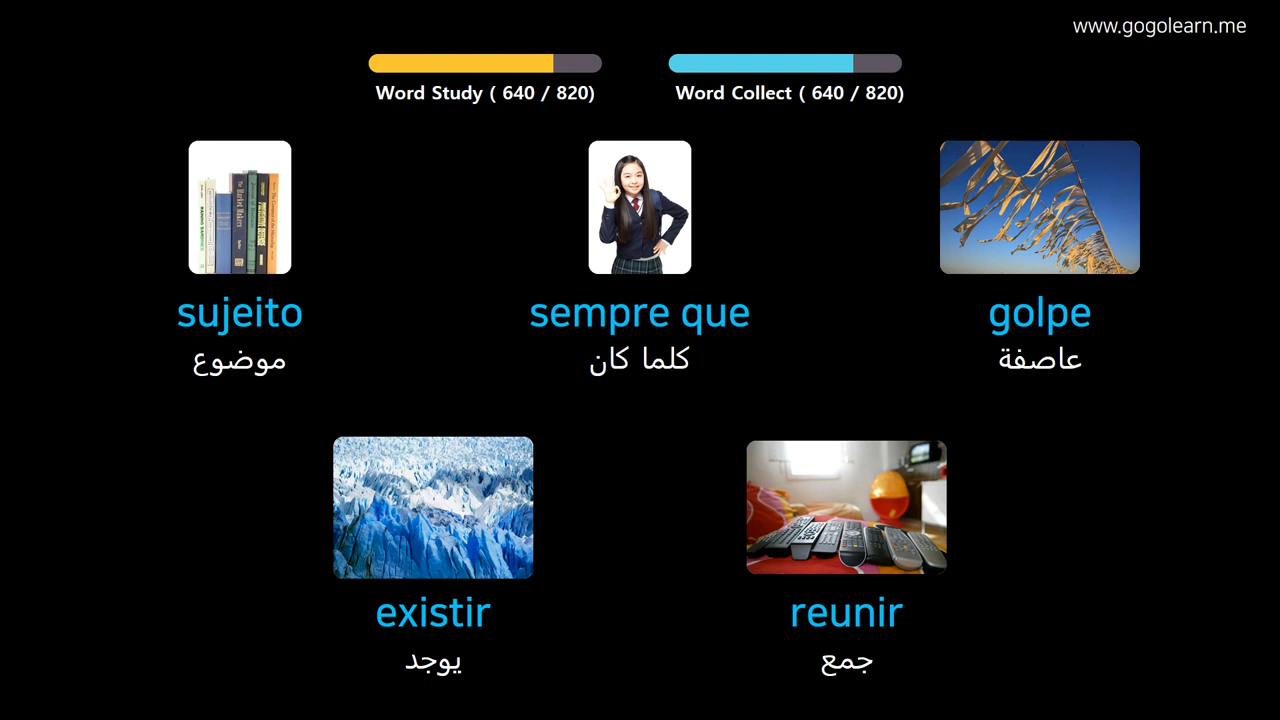 www.gogolearn.me
Word Study ( 640 / 820)
Word Collect ( 640 / 820)
sujeito
موضوع
sempre que
كلما كان
golpe
عاصفة
existir
يوجد
reunir
جمع